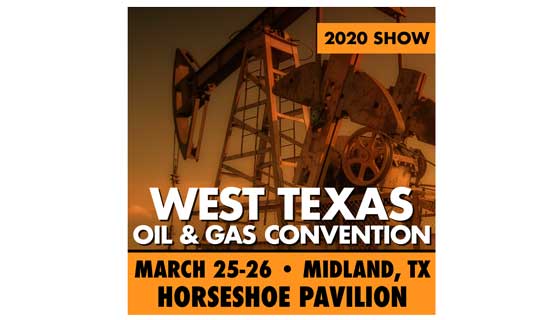 2020 SHOW
WEST TEXAS
OIL & GAS CONVENTION
MARCH 25-26 • MIDLAND, TX
HORSESHOE PAVILION